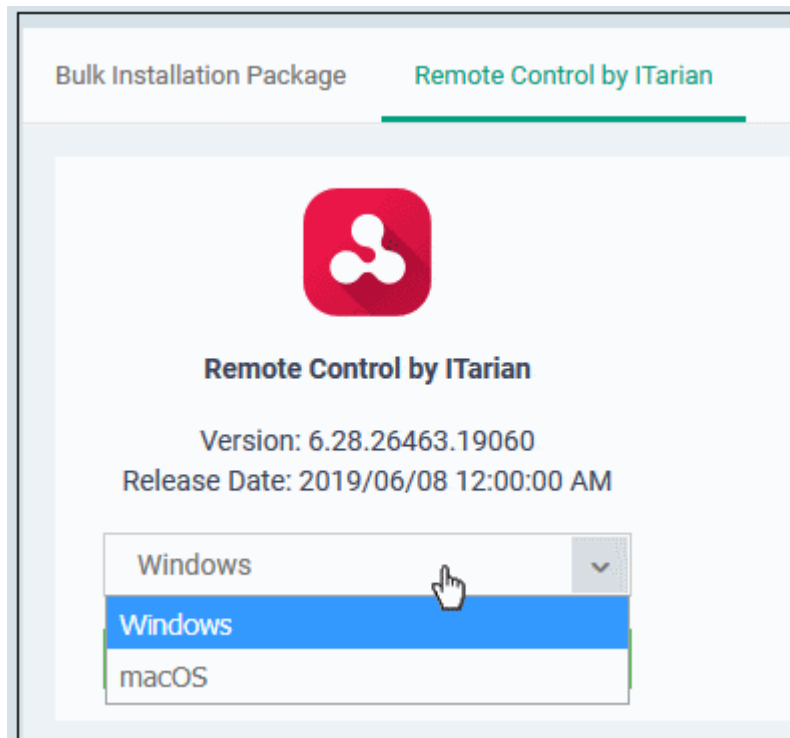 Bulk Installation Package
Remote Control by ITarian
Remote Control by ITarian
Version: 6.28.26463.19060
Release Date: 2019/06/08 12:00:00 AM
Windows
Windows
macOS